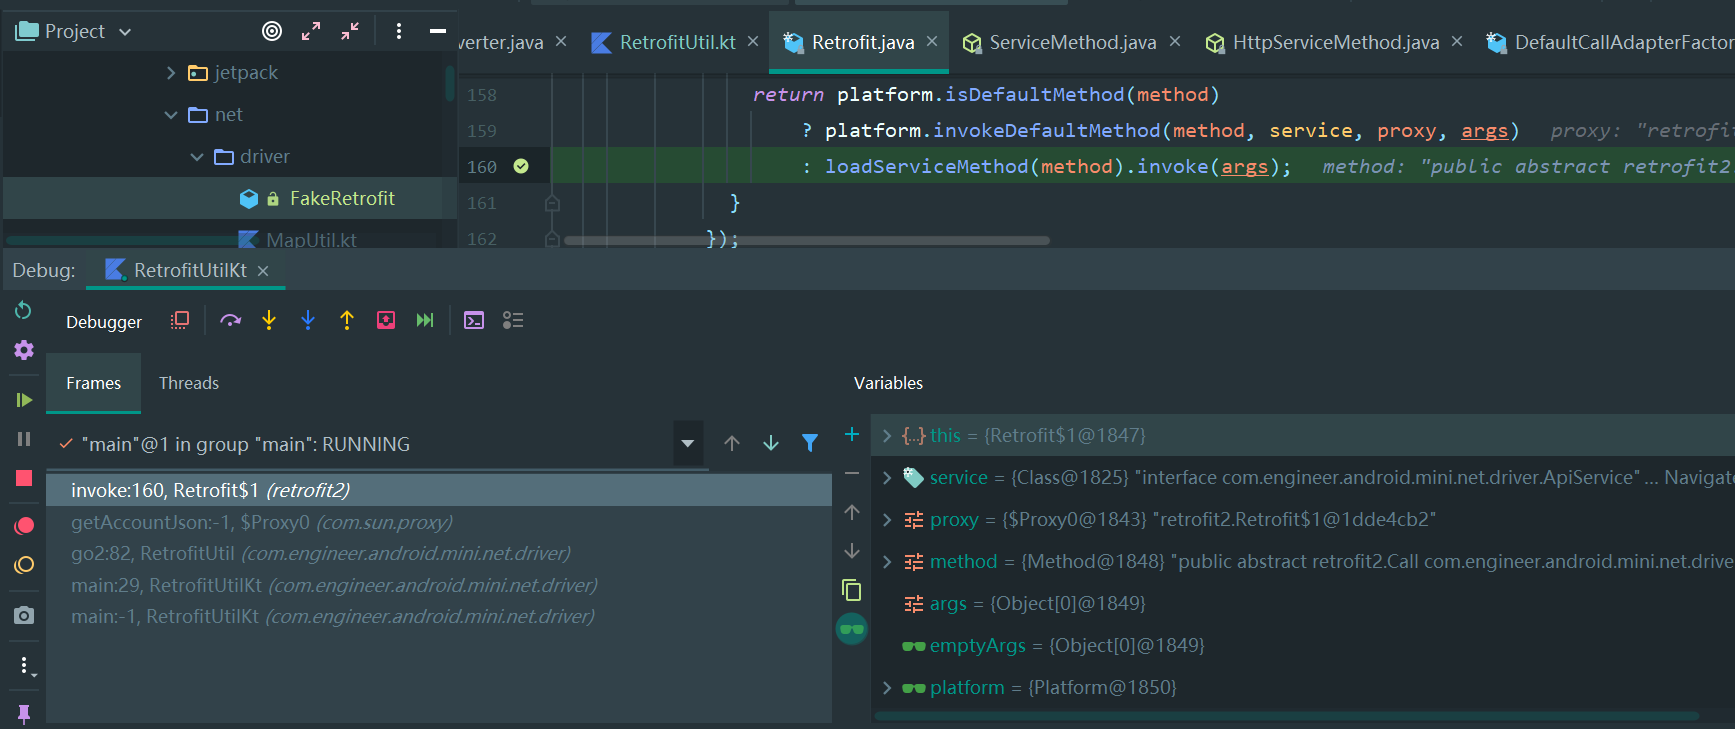 Project
verter.java
RetrofitUtil.kt
Retrofit.java
ServiceMethod.java
HttpServiceMethod.java
DefaultCallAdapterFactor
jetpack
net
driver
FakeRetrofit
MapUtil.kt
158 return platform.isDefaultMethod(method)
159 ? platform.invokeDefaultMethod(method, service, proxy, args) proxy: "retrofit
160 : loadServiceMethod(method).invoke(args); method: "public abstract retrofit2.
161 }
162 });
Debug: RetrofitUtilKt
Debugger
Frames Threads
Variables
"main"@1 in group "main": RUNNING
invoke:160, Retrofit$1 (retrofit2)
getAccountJson:-1, $Proxy0 (com.sun.proxy)
go2:82, RetrofitUtil (com.engineer.android.mini.net.driver)
main:29, RetrofitUtilKt (com.engineer.android.mini.net.driver)
main:-1, RetrofitUtilKt (com.engineer.android.mini.net.driver)
this = {Retrofit$1@1847}
service = {Class@1825} "interface com.engineer.android.mini.net.driver.ApiService" ... Navigate
proxy = {$Proxy0@1843} "retrofit2.Retrofit$1@1dde4cb2"
method = {Method@1848} "public abstract retrofit2.Call com.engineer.android.mini.net.drive
args = {Object[0]@1849}
emptyArgs = {Object[0]@1849}
platform = {Platform@1850}